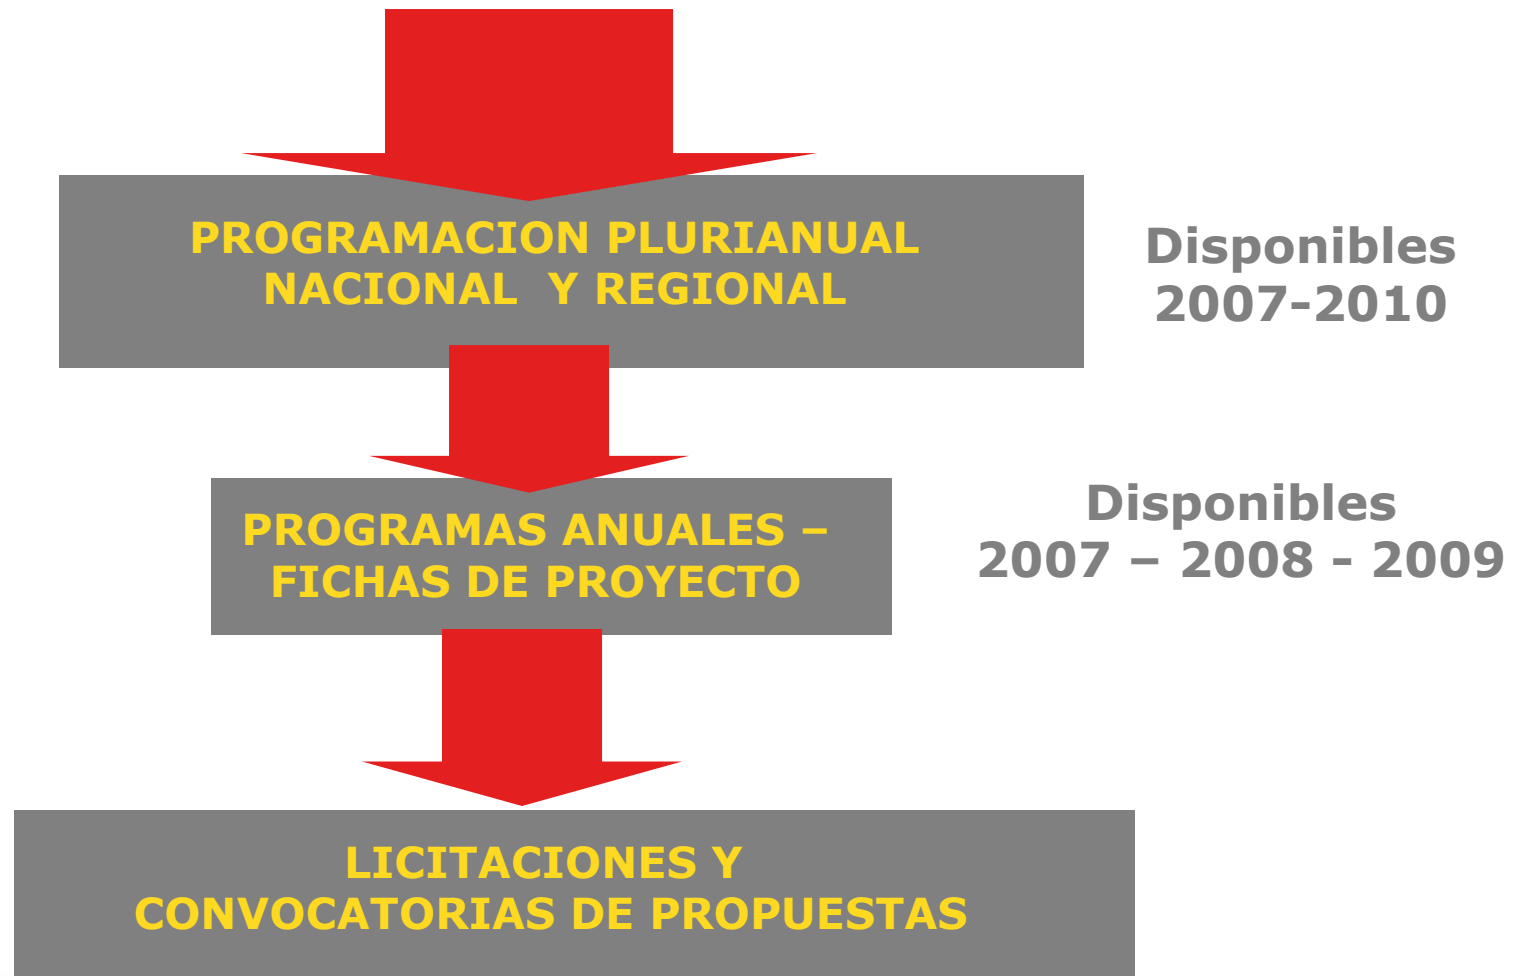 PROGRAMACION PLURIANUAL
NACIONAL Y REGIONAL
Disponibles
2007-2010
PROGRAMAS ANUALES –
FICHAS DE PROYECTO
Disponibles
2007 – 2008 - 2009
LICITACIONES Y
CONVOCATORIAS DE PROPUESTAS